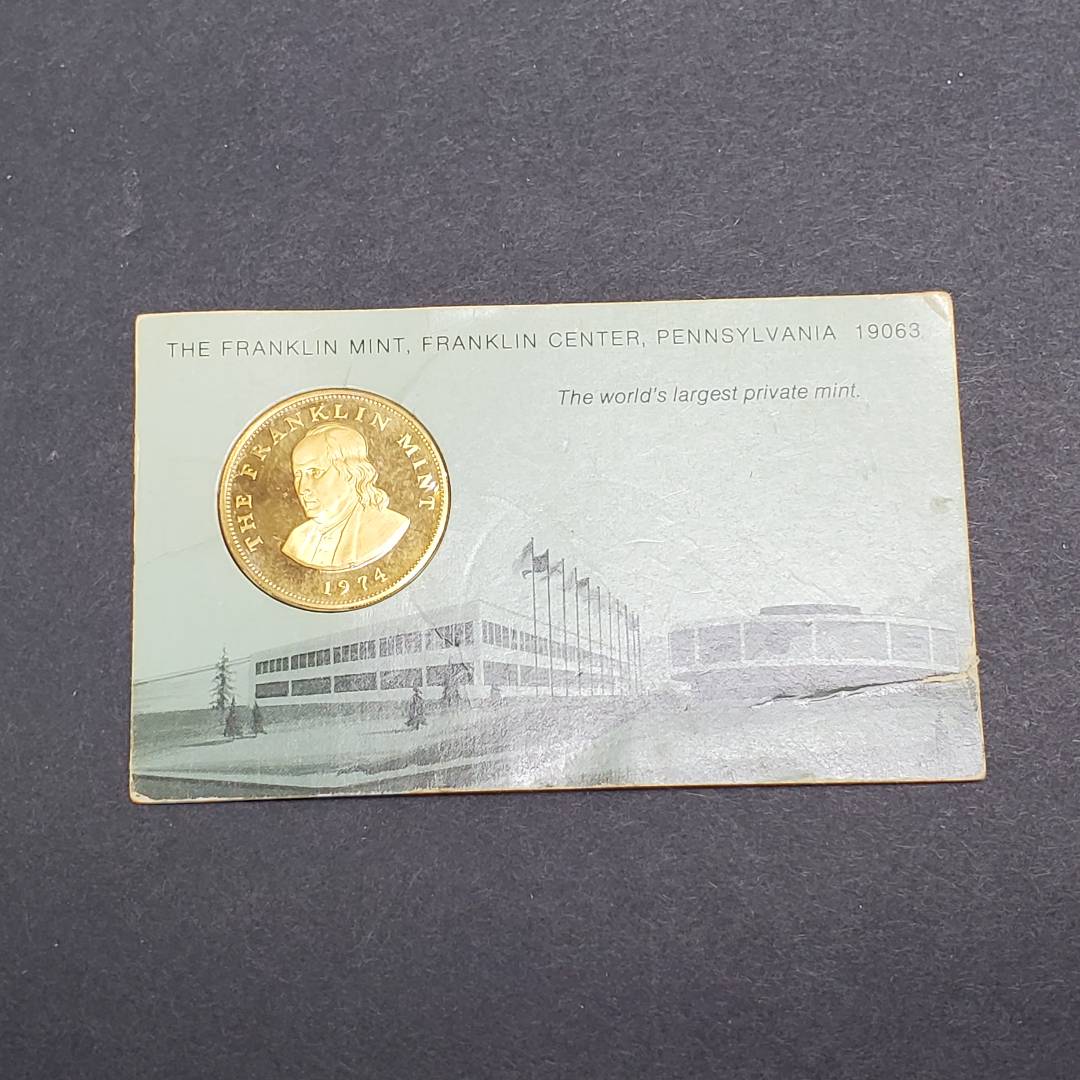 THE FRANKLIN MINT, FRANKLIN CENTER, PENNSYLVANIA 19063
The world's largest private mint.
THE FRANKLIN MINT
1974